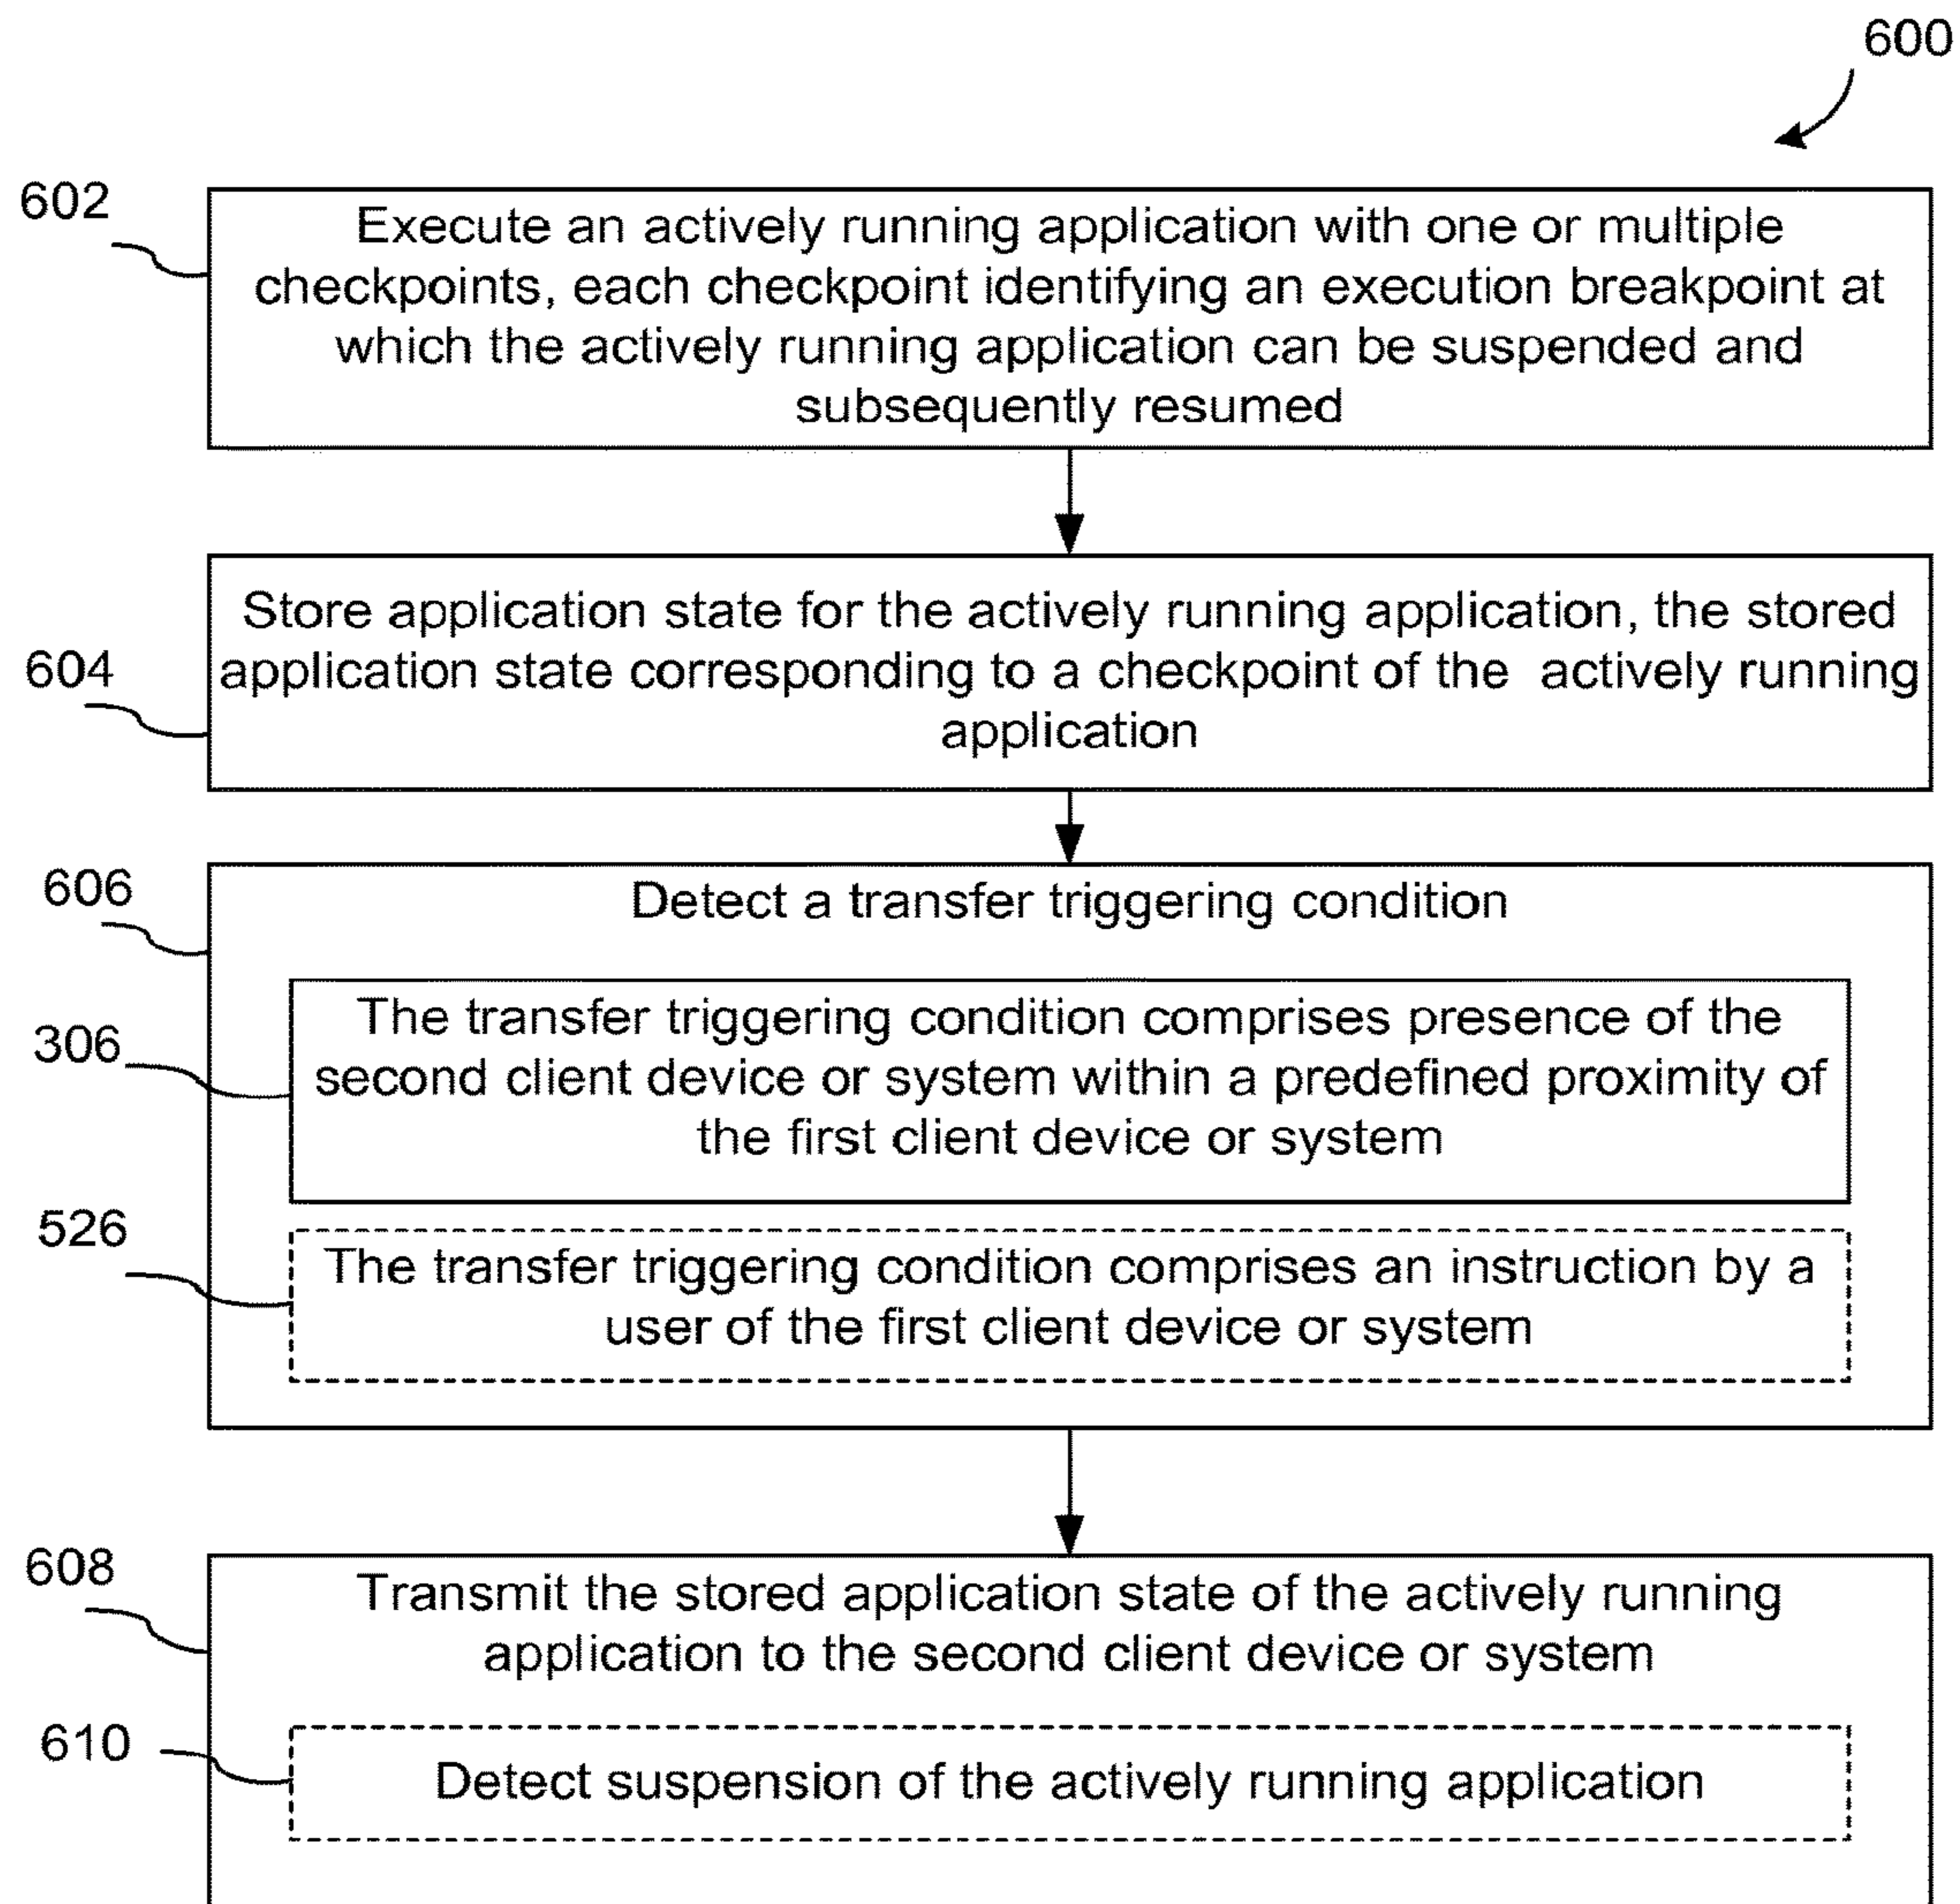 600
602
Execute an actively running application with one or multiple
checkpoints, each checkpoint identifying an execution breakpoint at
which the actively running application can be suspended and
subsequently resumed
604
Store application state for the actively running application, the stored
application state corresponding to a checkpoint of the actively running
application
606
Detect a transfer triggering condition
306
The transfer triggering condition comprises presence of the
second client device or system within a predefined proximity of
the first client device or system
526
The transfer triggering condition comprises an instruction by a
user of the first client device or system
608
Transmit the stored application state of the actively running
application to the second client device or system
610
Detect suspension of the actively running application